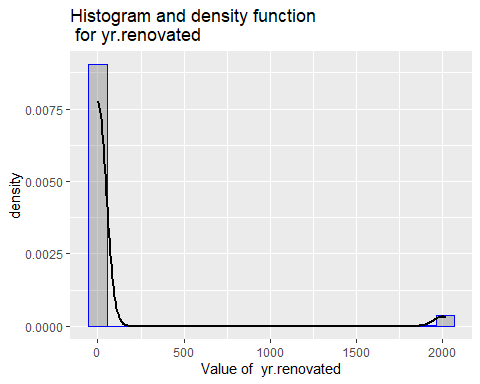 Histogram and density function
for yr.renovated
0.0075
0.0050
0.0025
0.0000
density
0
500
1000
1500
2000
Value of  yr.renovated